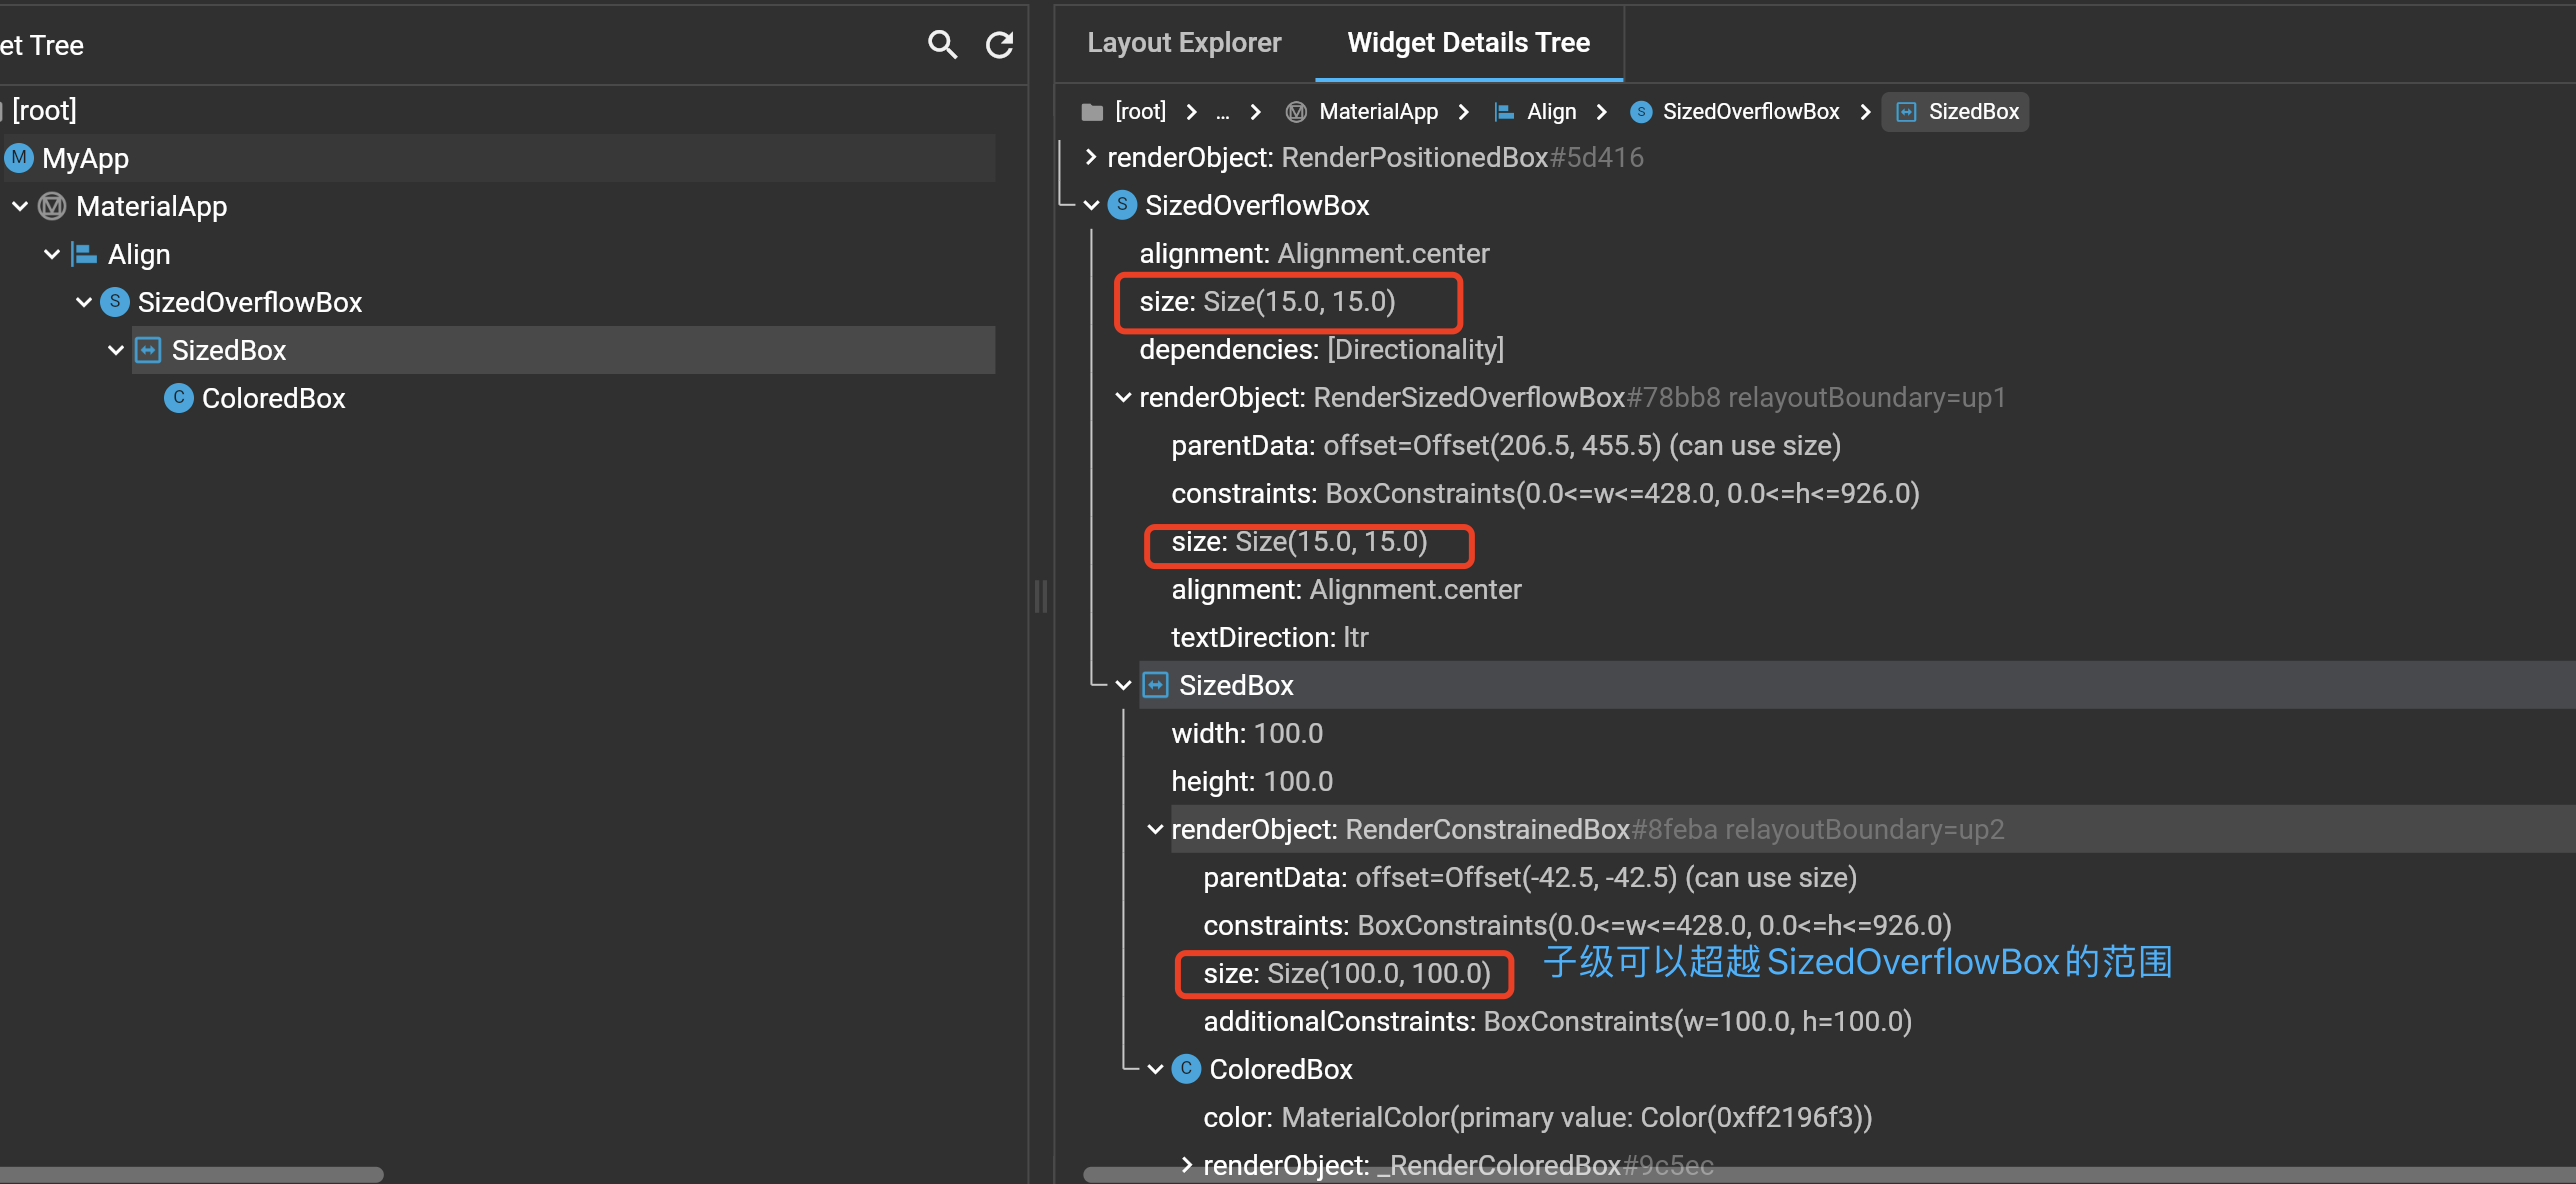 et Tree
[root]
M MyApp
MaterialApp
Align
S SizedOverflowBox
SizedBox
C ColoredBox
Layout Explorer
Widget Details Tree
[root] > ... > MaterialApp > Align > S SizedOverflowBox > SizedBox
renderObject: RenderPositionedBox#5d416
S SizedOverflowBox
alignment: Alignment.center
size: Size(15.0, 15.0)
dependencies: [Directionality]
renderObject: RenderSizedOverflowBox#78bb8 relayoutBoundary=up1
parentData: offset=Offset(206.5, 455.5) (can use size)
constraints: BoxConstraints(0.0<=w<=428.0, 0.0<=h<=926.0)
size: Size(15.0, 15.0)
alignment: Alignment.center
textDirection: ltr
SizedBox
width: 100.0
height: 100.0
renderObject: RenderConstrainedBox#8feba relayoutBoundary=up2
parentData: offset=Offset(-42.5, -42.5) (can use size)
constraints: BoxConstraints(0.0<=w<=428.0, 0.0<=h<=926.0)
子级可以超越SizedOverflowBox的范围
size: Size(100.0, 100.0)
additionalConstraints: BoxConstraints(w=100.0, h=100.0)
C ColoredBox
color: MaterialColor(primary value: Color(0xff2196f3))
renderObject: _RenderColoredBox#9c5ec